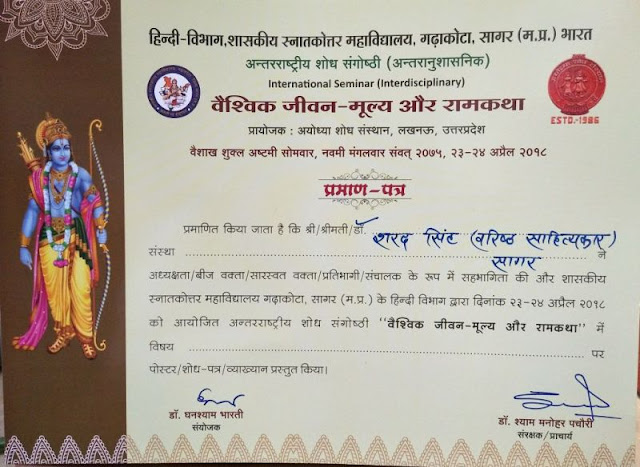 हिन्दी-विभाग,शासकीय स्नातकोत्तर महाविद्यालय, गढ़ाकोटा, सागर (म.प्र.) भारत
अन्तरराष्ट्रीय शोध संगोष्ठी (अन्तरानुशासनिक)
International Seminar (Interdisciplinary)
वैश्विक जीवन-मूल्य और रामकथा
प्रायोजक : अयोध्या शोध संस्थान, लखनऊ, उत्तरप्रदेश
ESTD.-1986
वैशाख शुक्ल अष्टमी सोमवार, नवमी मंगलवार संवत् २०७५, २३-२४ अप्रैल २०१८
प्रमाण-पत्र
प्रमाणित किया जाता है कि श्री/श्रीमती/डॉ. शरद सिंह (वरिष्ठ साहित्यकार)
संस्था सागर ने
अध्यक्षता/बीज वक्ता/सारस्वत वक्ता/प्रतिभागी/संचालक के रूप में सहभागिता की और शासकीय
स्नातकोत्तर महाविद्यालय गढ़ाकोटा, सागर (म.प्र.) के हिन्दी विभाग द्वारा दिनांक २३-२४ अप्रैल २०१८
को आयोजित अन्तरराष्ट्रीय शोध संगोष्ठी "वैश्विक जीवन-मूल्य और रामकथा" में
विषय पर
पोस्टर/शोध-पत्र/व्याख्यान प्रस्तुत किया।
डॉ. घनश्याम भारती
संयोजक
डॉ. श्याम मनोहर पचौरी
संरक्षक/प्राचार्य